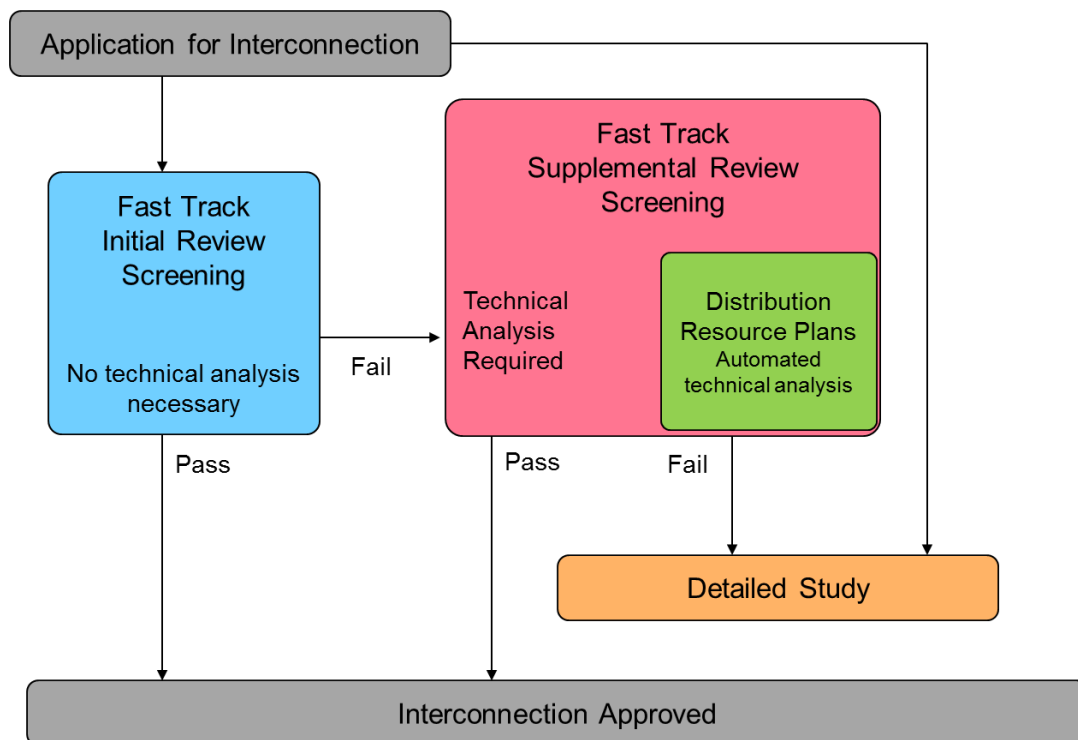 Application for Interconnection
Fast Track
Initial Review
Screening
No technical analysis
necessary
Fail
Pass
Fast Track
Supplemental Review
Screening
Technical
Analysis
Required
Distribution
Resource Plans
Automated
technical analysis
Pass
Fail
Detailed Study
Interconnection Approved